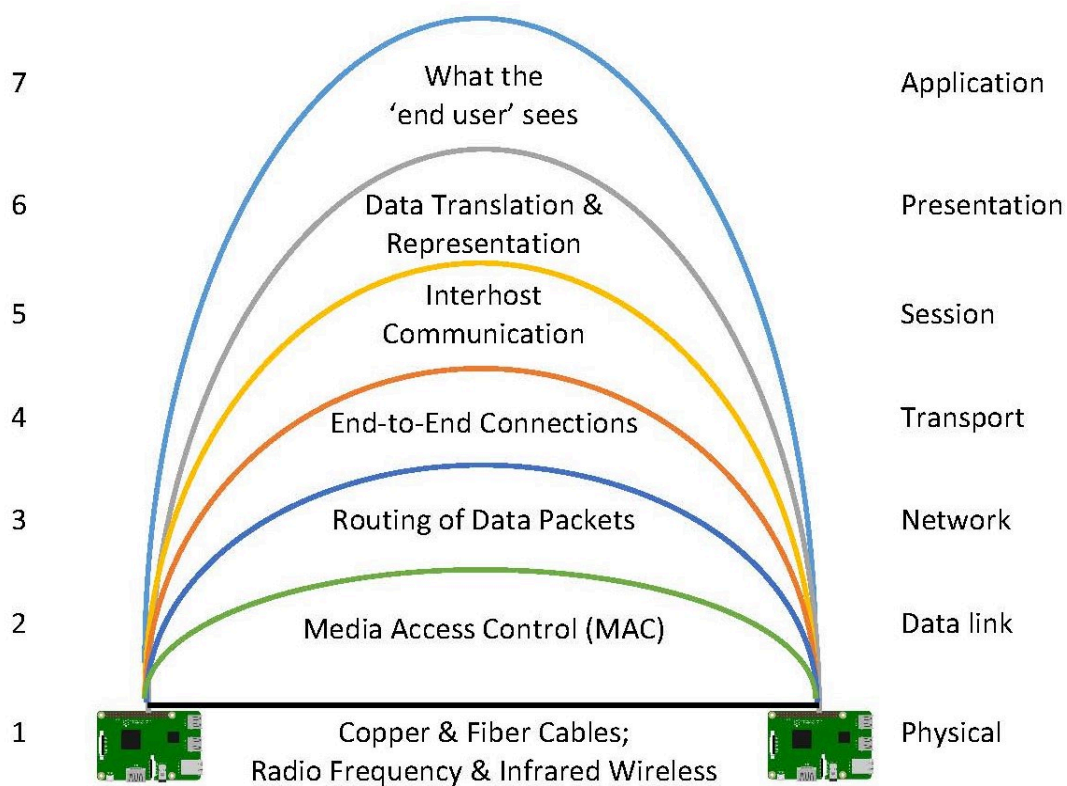 7
What the
‘end user’ sees
Application
6
Data Translation &
Representation
Presentation
5
Interhost
Communication
Session
4
End-to-End Connections
Transport
3
Routing of Data Packets
Network
2
Media Access Control (MAC)
Data link
1
Copper & Fiber Cables;
Radio Frequency & Infrared Wireless
Physical